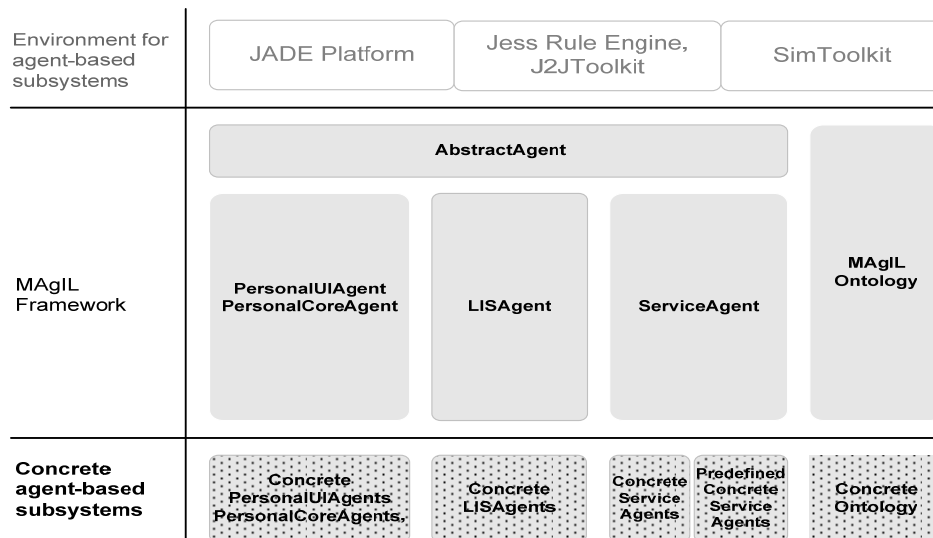 Environment for
agent-based
subsystems
JADE Platform
Jess Rule Engine,
J2JToolkit
SimToolkit
MAgIL
Framework
AbstractAgent
PersonalUIAgent
PersonalCoreAgent
LISAgent
ServiceAgent
MAgIL
Ontology
Concrete
agent-based
subsystems
Concrete
PersonalUIAgents
PersonalCoreAgents,
Concrete
LISAgents
Concrete
Service
Agents
Predefined
Concrete
Service
Agents
Concrete
Ontology